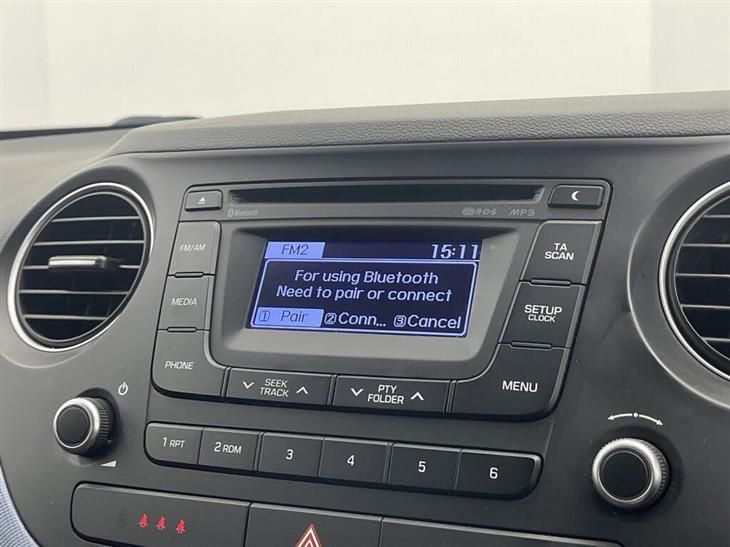 Bluetooth
R·D·S MP3
FM/AM
MEDIA
PHONE
FM2 15:11
For using Bluetooth
Need to pair or connect
① Pair ② Conn... ③ Cancel
TA
SCAN
SETUP
CLOCK
SEEK
TRACK
PTY
FOLDER
MENU
1 RPT 2 RDM 3 4 5 6